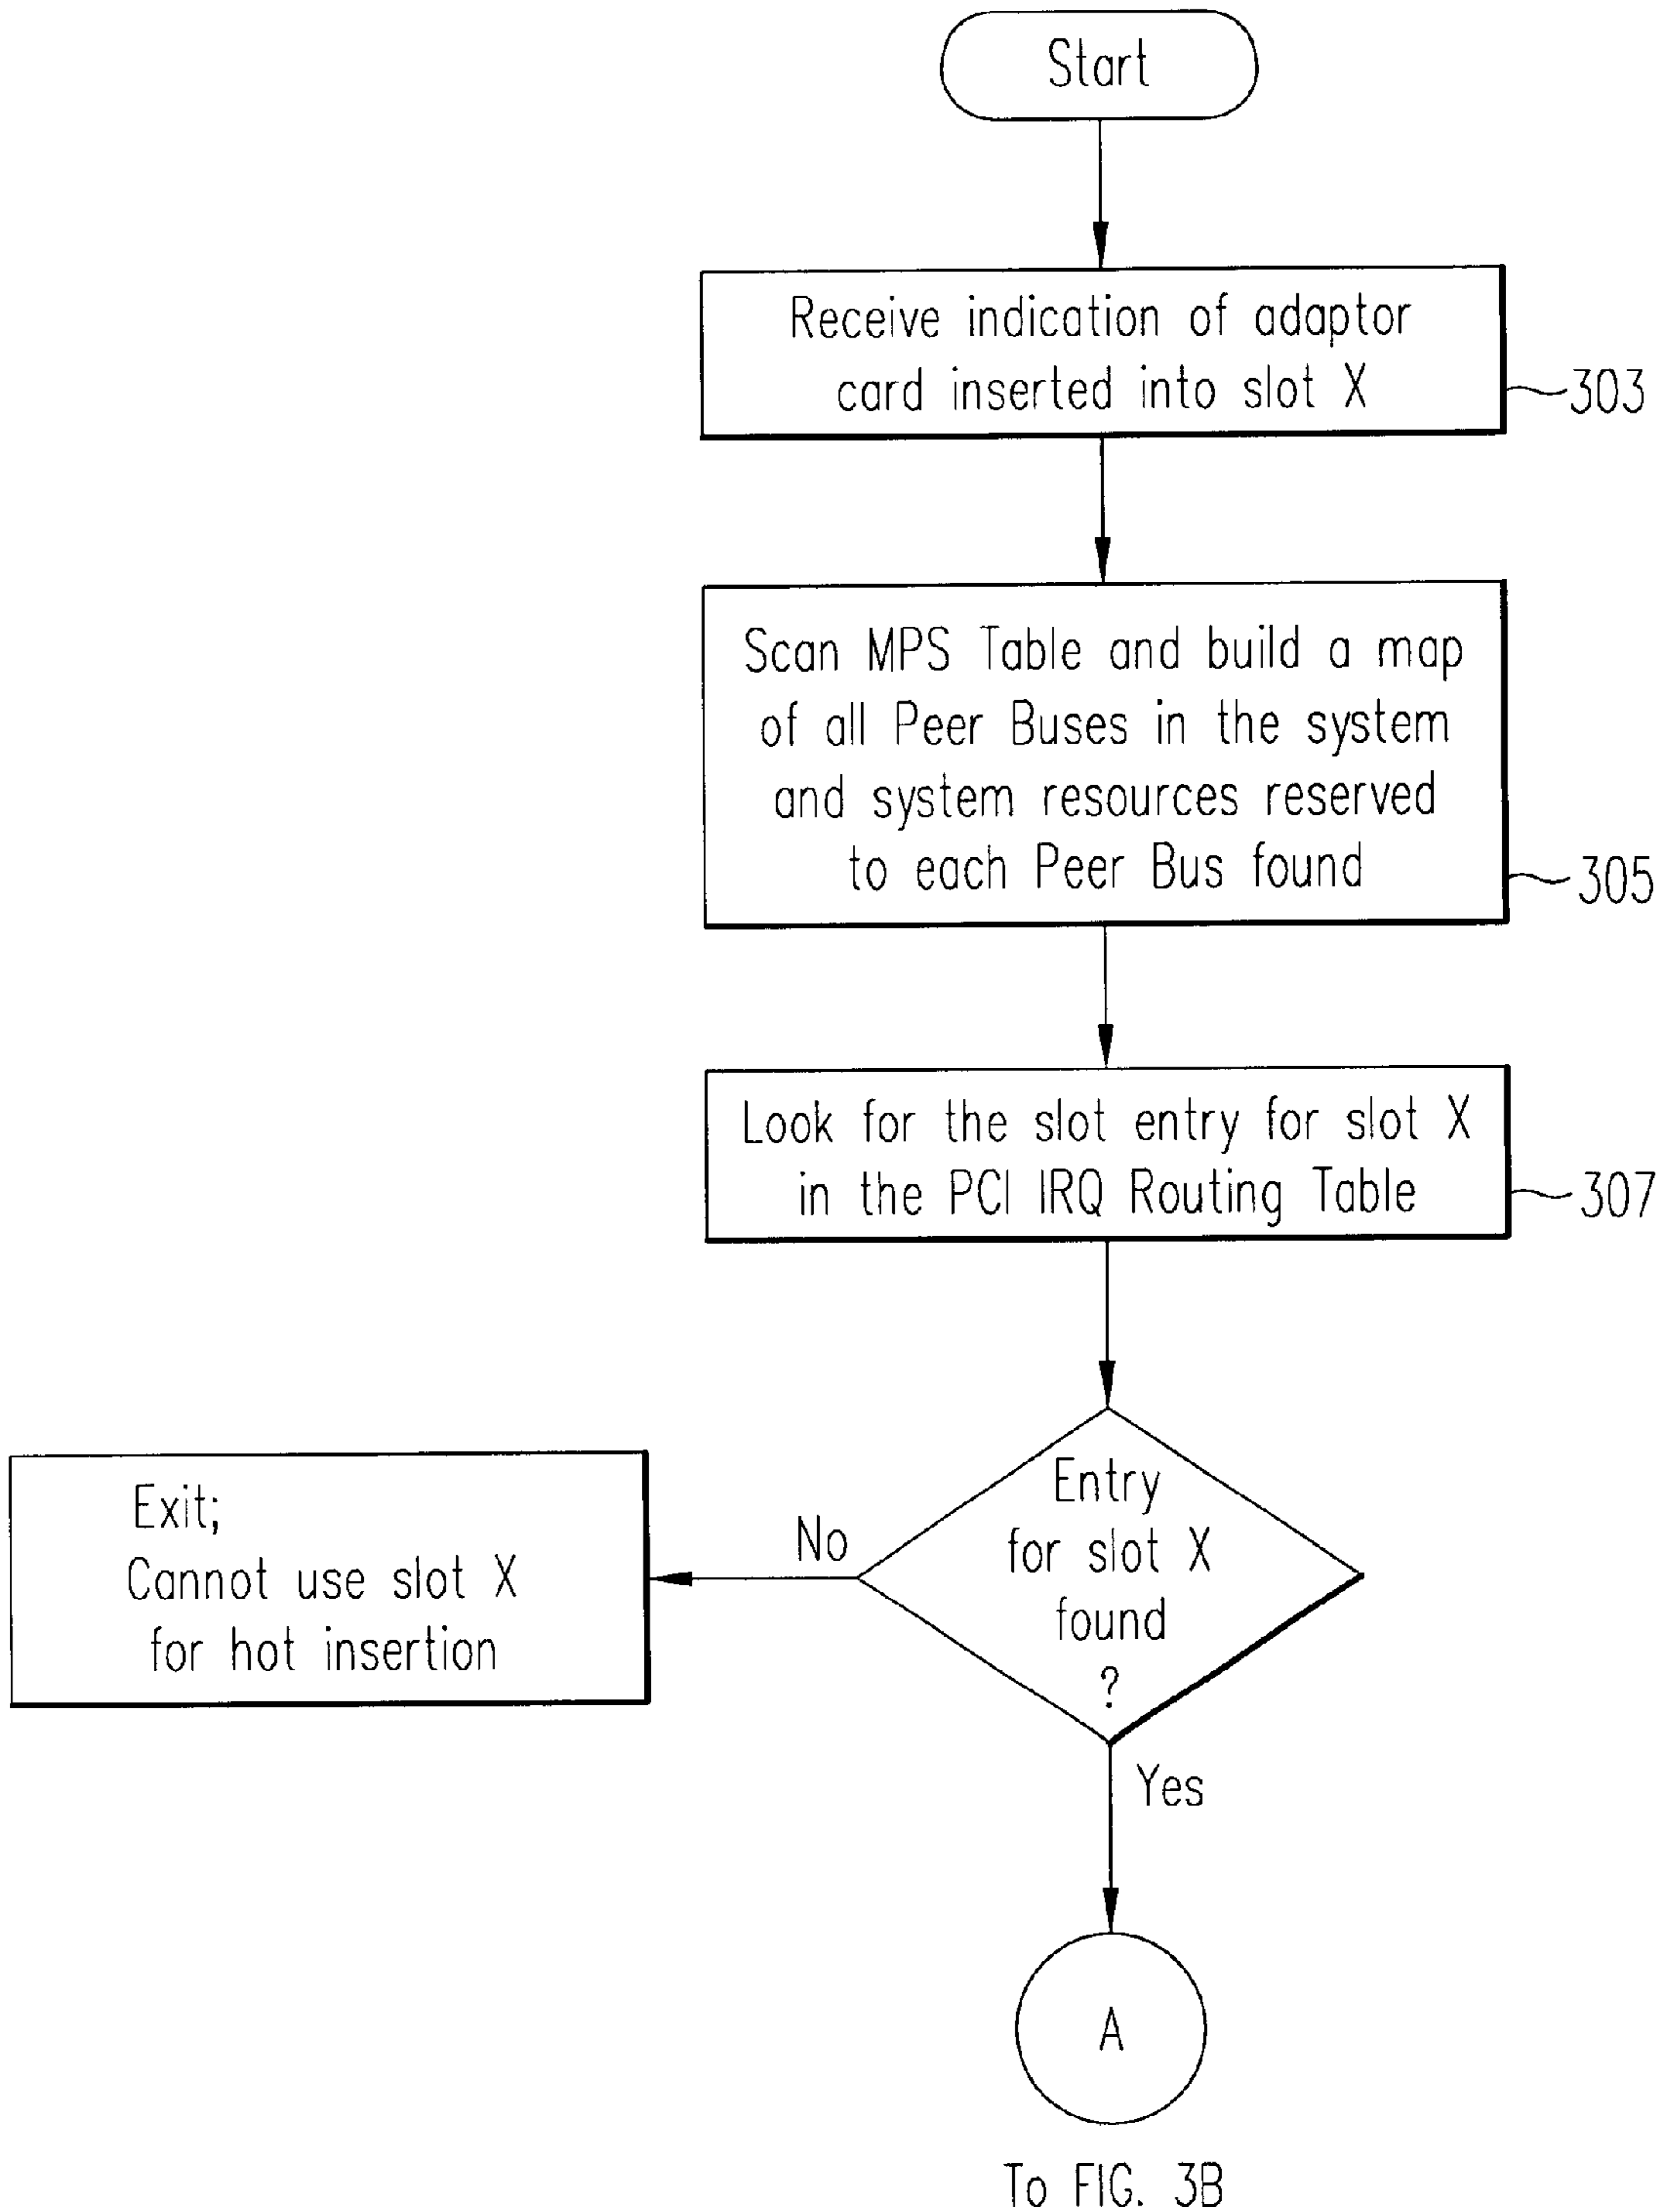 Start
Receive indication of adaptor
card inserted into slot X
303
Scan MPS Table and build a map
of all Peer Buses in the system
and system resources reserved
to each Peer Bus found
305
Look for the slot entry for slot X
in the PCI IRQ Routing Table
307
Entry
for slot X
found
?
No
Exit;
Cannot use slot X
for hot insertion
Yes
A
To FIG. 3B